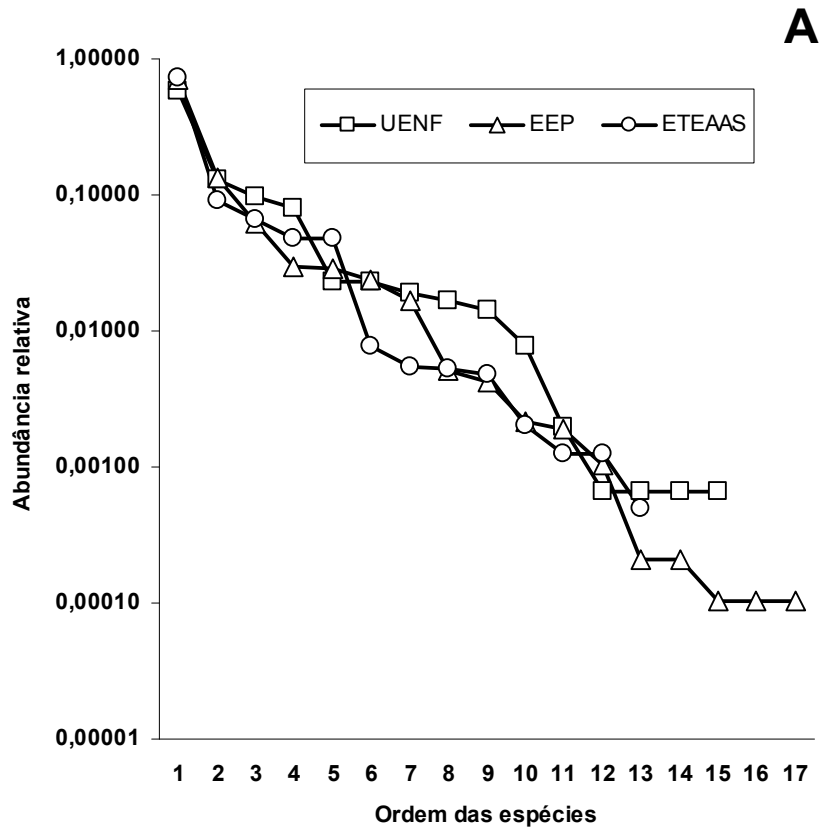 A
1,00000
UENF EEP ETEAAS
0,10000
0,01000
0,00100
0,00010
0,00001
Abundância relativa
1 2 3 4 5 6 7 8 9 10 11 12 13 14 15 16 17
Ordem das espécies